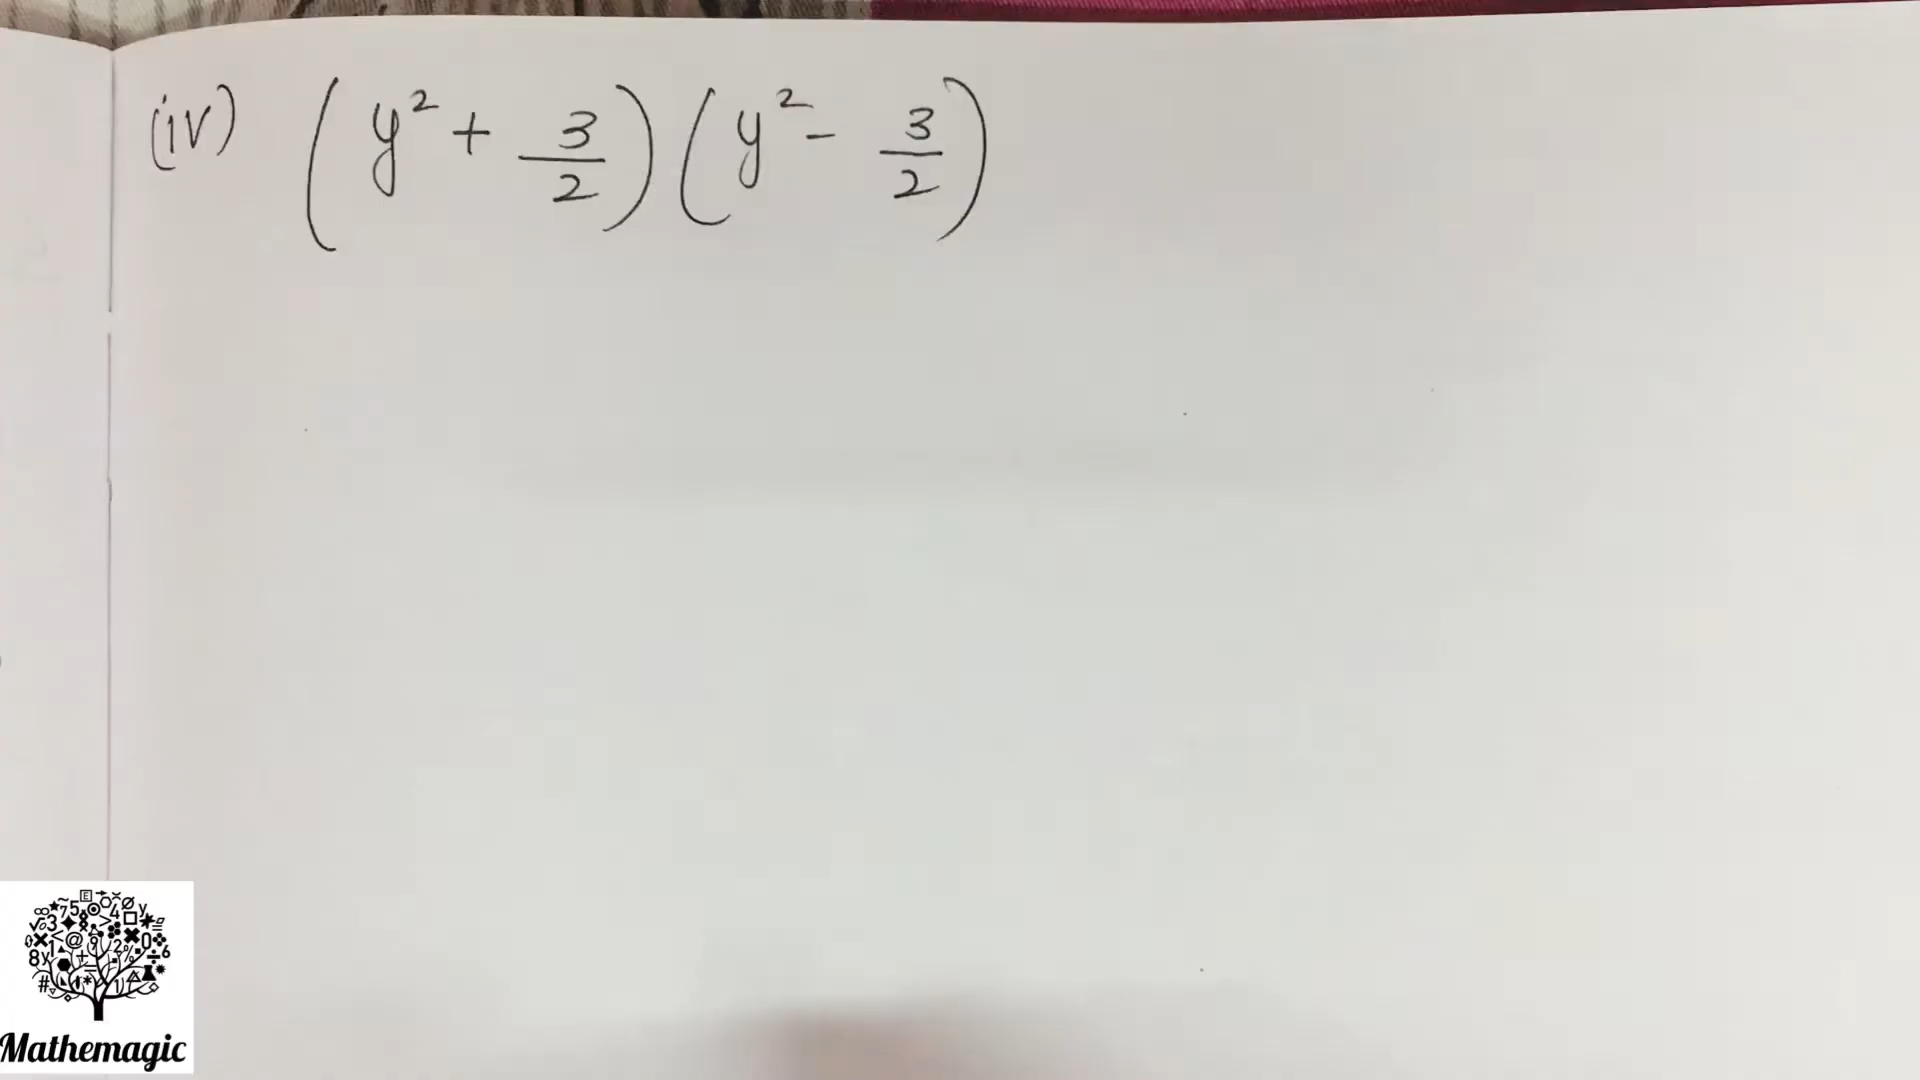 (iv) (y² + 3/2) (y² - 3/2)
Mathemagic